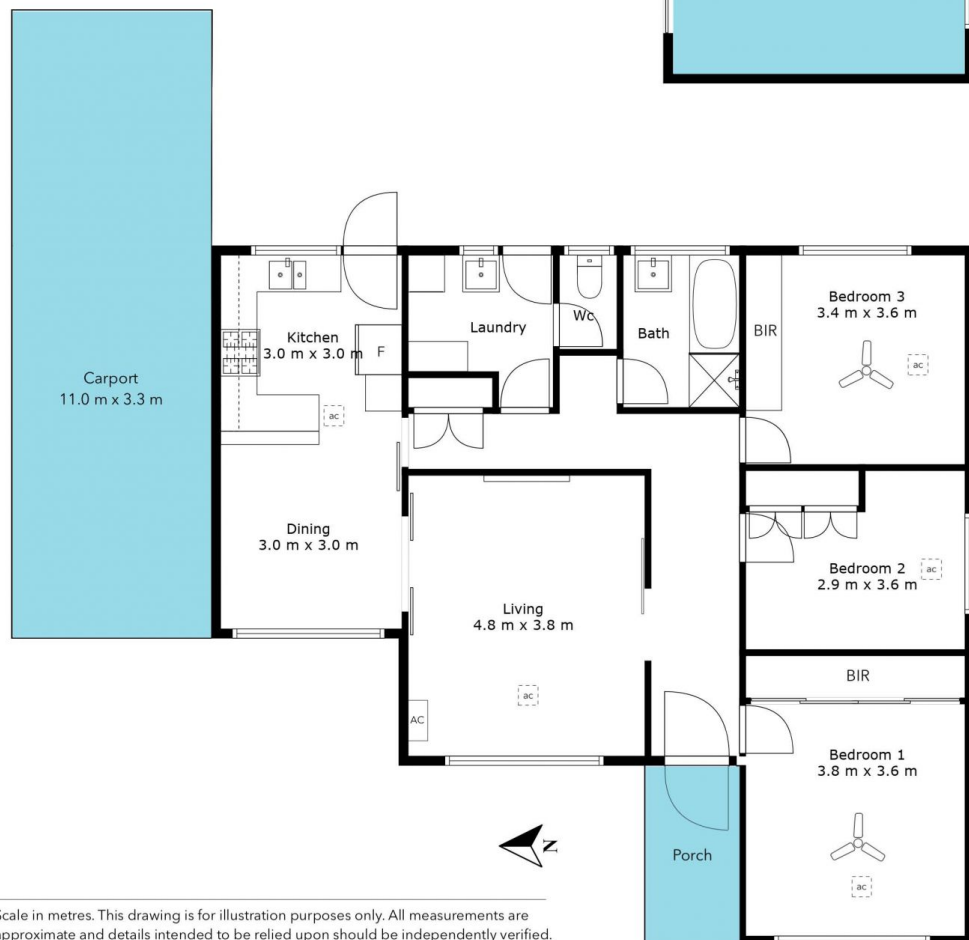 Carport
11.0 m x 3.3 m
Kitchen
3.0 m x 3.0 m
F
ac
Laundry
Wc
Bath
BIR
Bedroom 3
3.4 m x 3.6 m
ac
Dining
3.0 m x 3.0 m
Living
4.8 m x 3.8 m
ac
AC
Bedroom 2
2.9 m x 3.6 m
ac
BIR
Bedroom 1
3.8 m x 3.6 m
ac
Porch
N
Scale in metres. This drawing is for illustration purposes only. All measurements are
approximate and details intended to be relied upon should be independently verified.